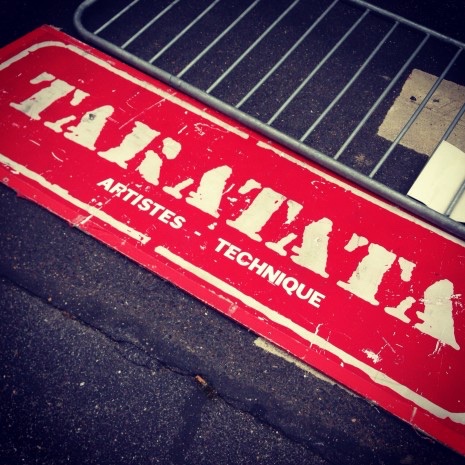 TARATATA
ARTISTES - TECHNIQUE